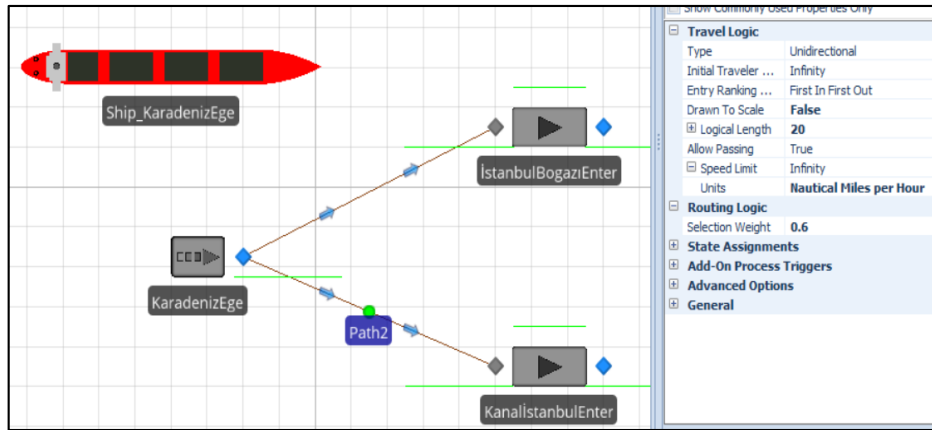 Show Commonly Used Properties Only
Travel Logic
Type Unidirectional
Initial Traveler ... Infinity
Entry Ranking ... First In First Out
Drawn To Scale False
Logical Length 20
Allow Passing True
Speed Limit Infinity
Units Nautical Miles per Hour
Routing Logic
Selection Weight 0.6
State Assignments
Add-On Process Triggers
Advanced Options
General
Ship_KaradenizEge
İstanbulBogazıEnter
KaradenizEge
Path2
KanalİstanbulEnter